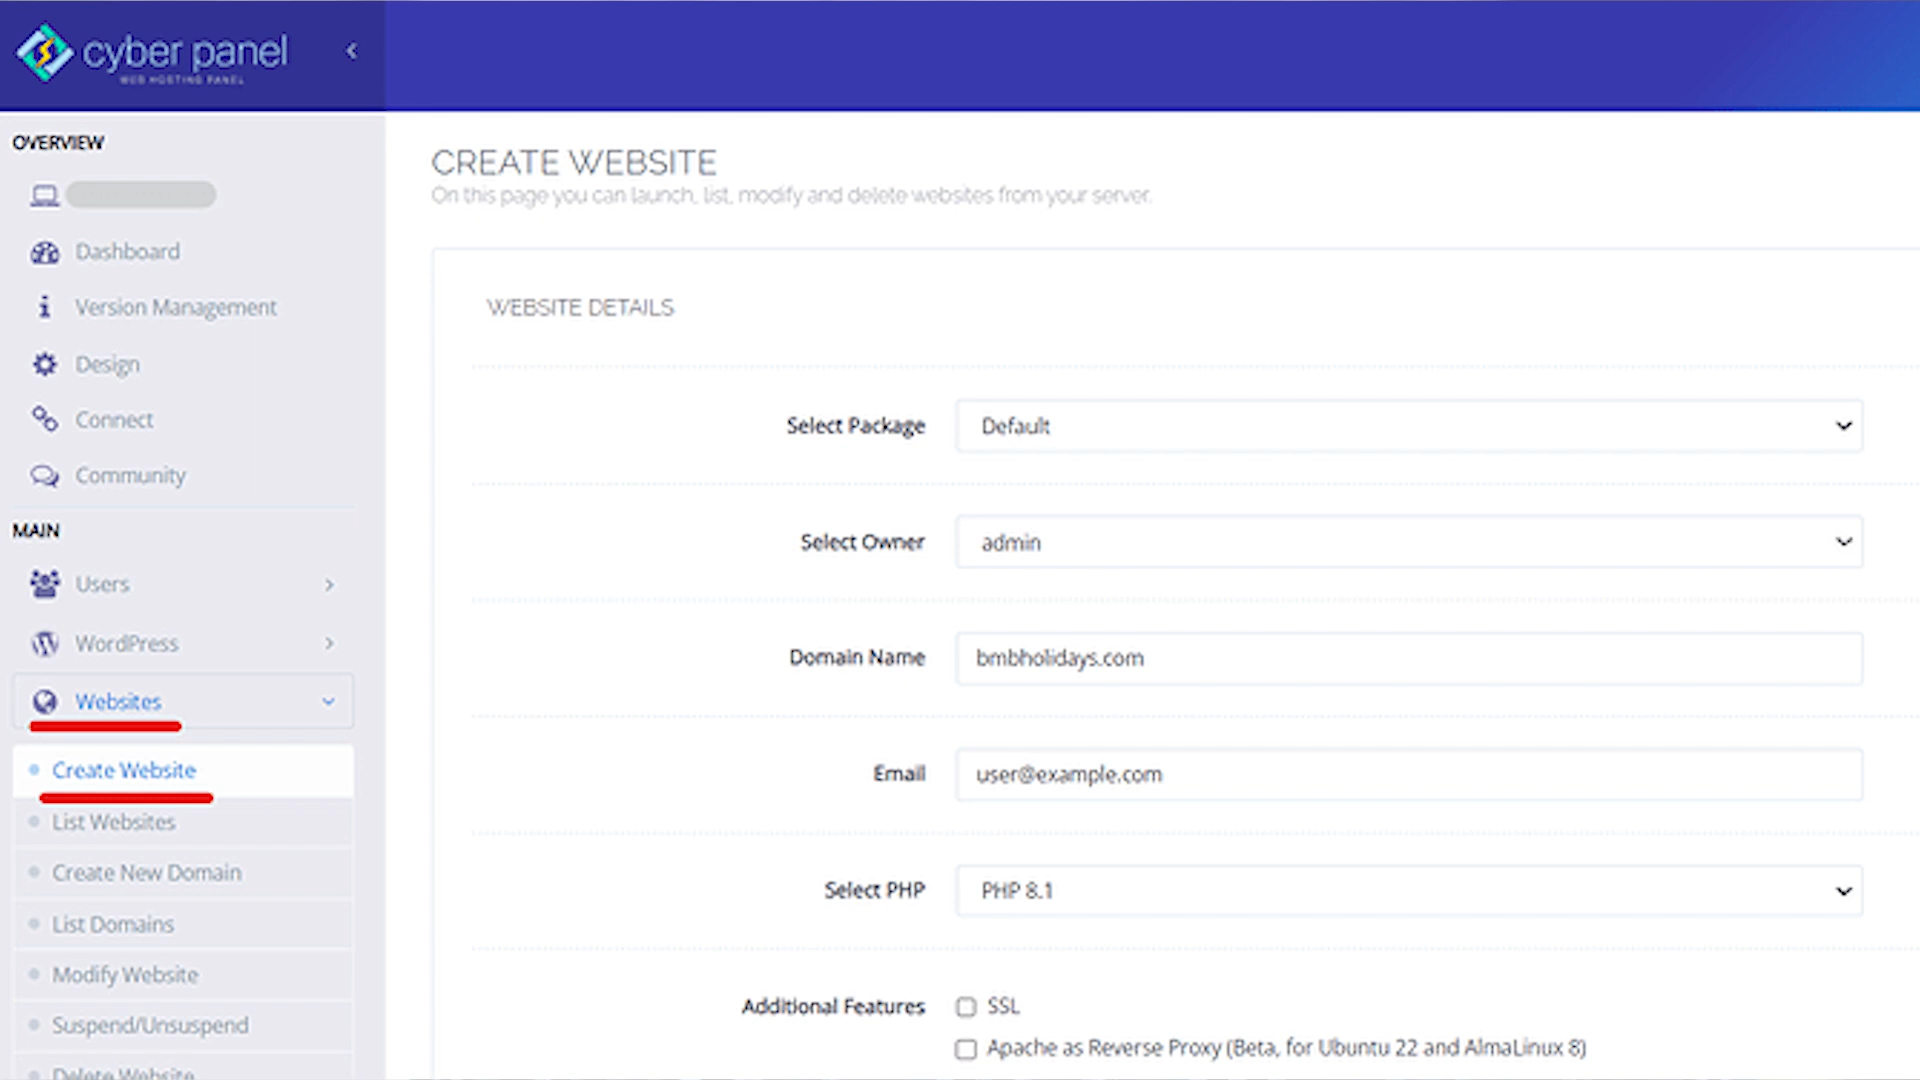 cyber panel
WEB HOSTING PANEL
OVERVIEW
Dashboard
Version Management
Design
Connect
Community
MAIN
Users
WordPress
Websites
Create Website
List Websites
Create New Domain
List Domains
Modify Website
Suspend/Unsuspend
Delete Website
CREATE WEBSITE
On this page you can launch, list, modify and delete websites from your server.
WEBSITE DETAILS
Select Package Default
Select Owner admin
Domain Name bmbholidays.com
Email user@example.com
Select PHP PHP 8.1
Additional Features SSL
Apache as Reverse Proxy (Beta, for Ubuntu 22 and AlmaLinux 8)